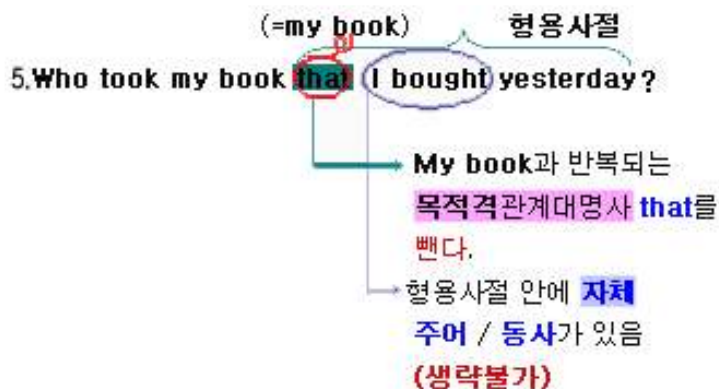 (=my book) 형용사절
5.Who took my book that I bought yesterday?
My book과 반복되는
목적격관계대명사 that를
뺀다.
형용사절 안에 자체
주어 / 동사가 있음
(생략불가)